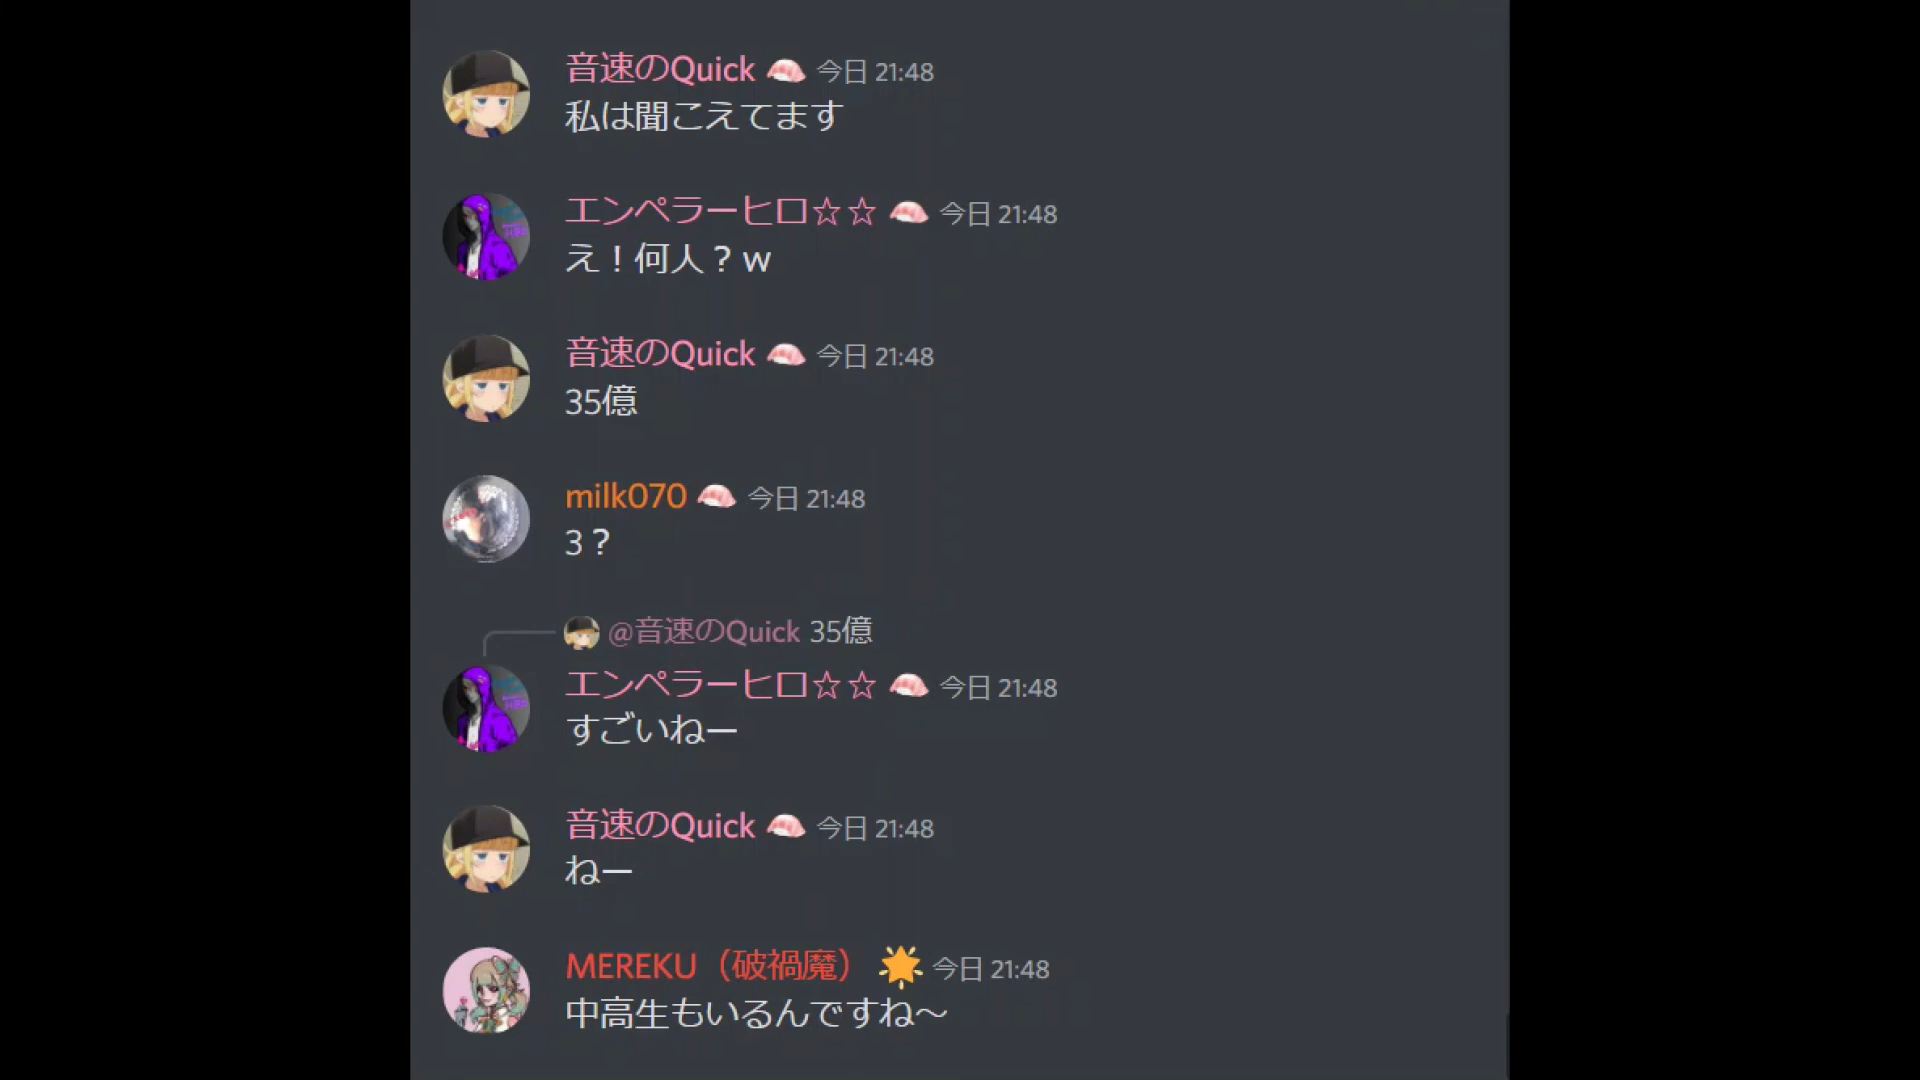 音速のQuick 今日 21:48
私は聞こえてます
エンペラーヒロ☆☆ 今日 21:48
え！何人？w
音速のQuick 今日 21:48
35億
milk070 今日 21:48
3？
@音速のQuick 35億
エンペラーヒロ☆☆ 今日 21:48
すごいねー
音速のQuick 今日 21:48
ねー
MEREKU（破禍魔） 今日 21:48
中高生もいるんですね〜